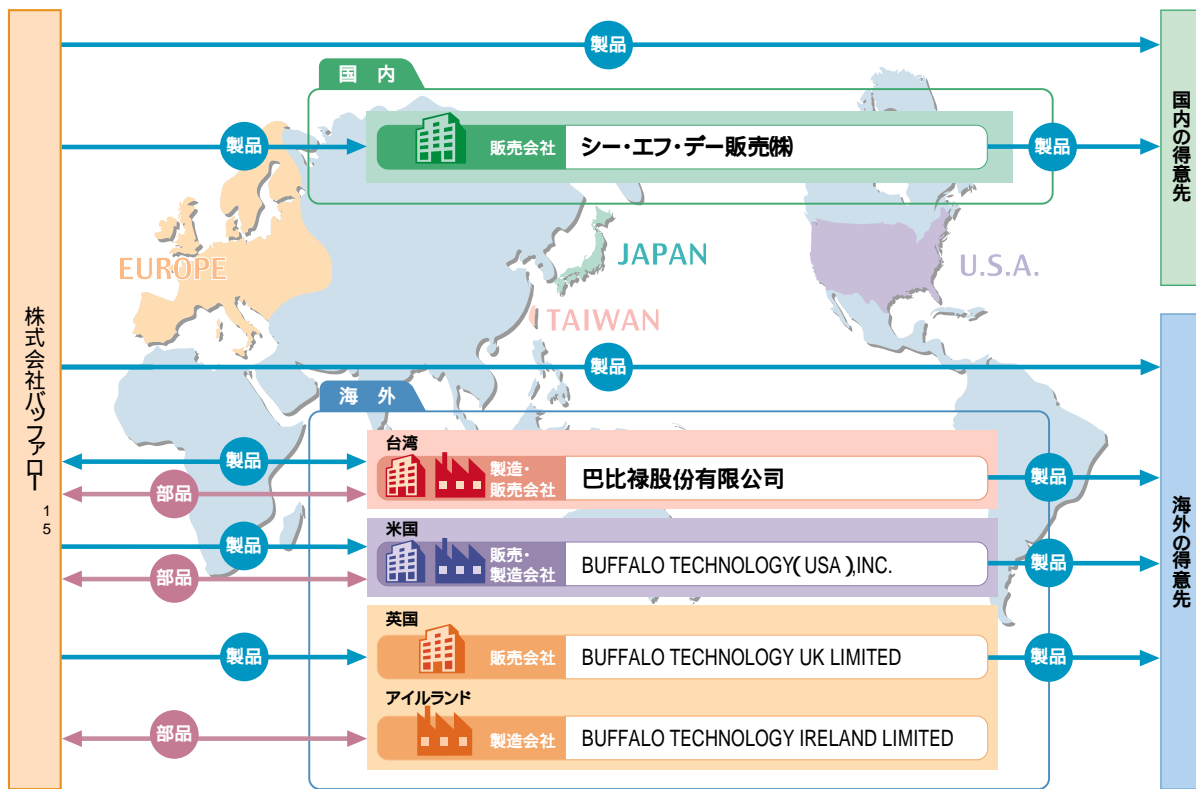 株式会社バッファロー
15
製品
国内
製品
販売会社
シー・エフ・デー販売㈱
製品
国内の得意先
EUROPE
JAPAN
U.S.A.
TAIWAN
製品
海外
台湾
製品
部品
製造・
販売会社
巴比禄股份有限公司
製品
米国
製品
部品
販売・
製造会社
BUFFALO TECHNOLOGY(USA),INC.
製品
英国
製品
販売会社
BUFFALO TECHNOLOGY UK LIMITED
製品
アイルランド
部品
製造会社
BUFFALO TECHNOLOGY IRELAND LIMITED
海外の得意先